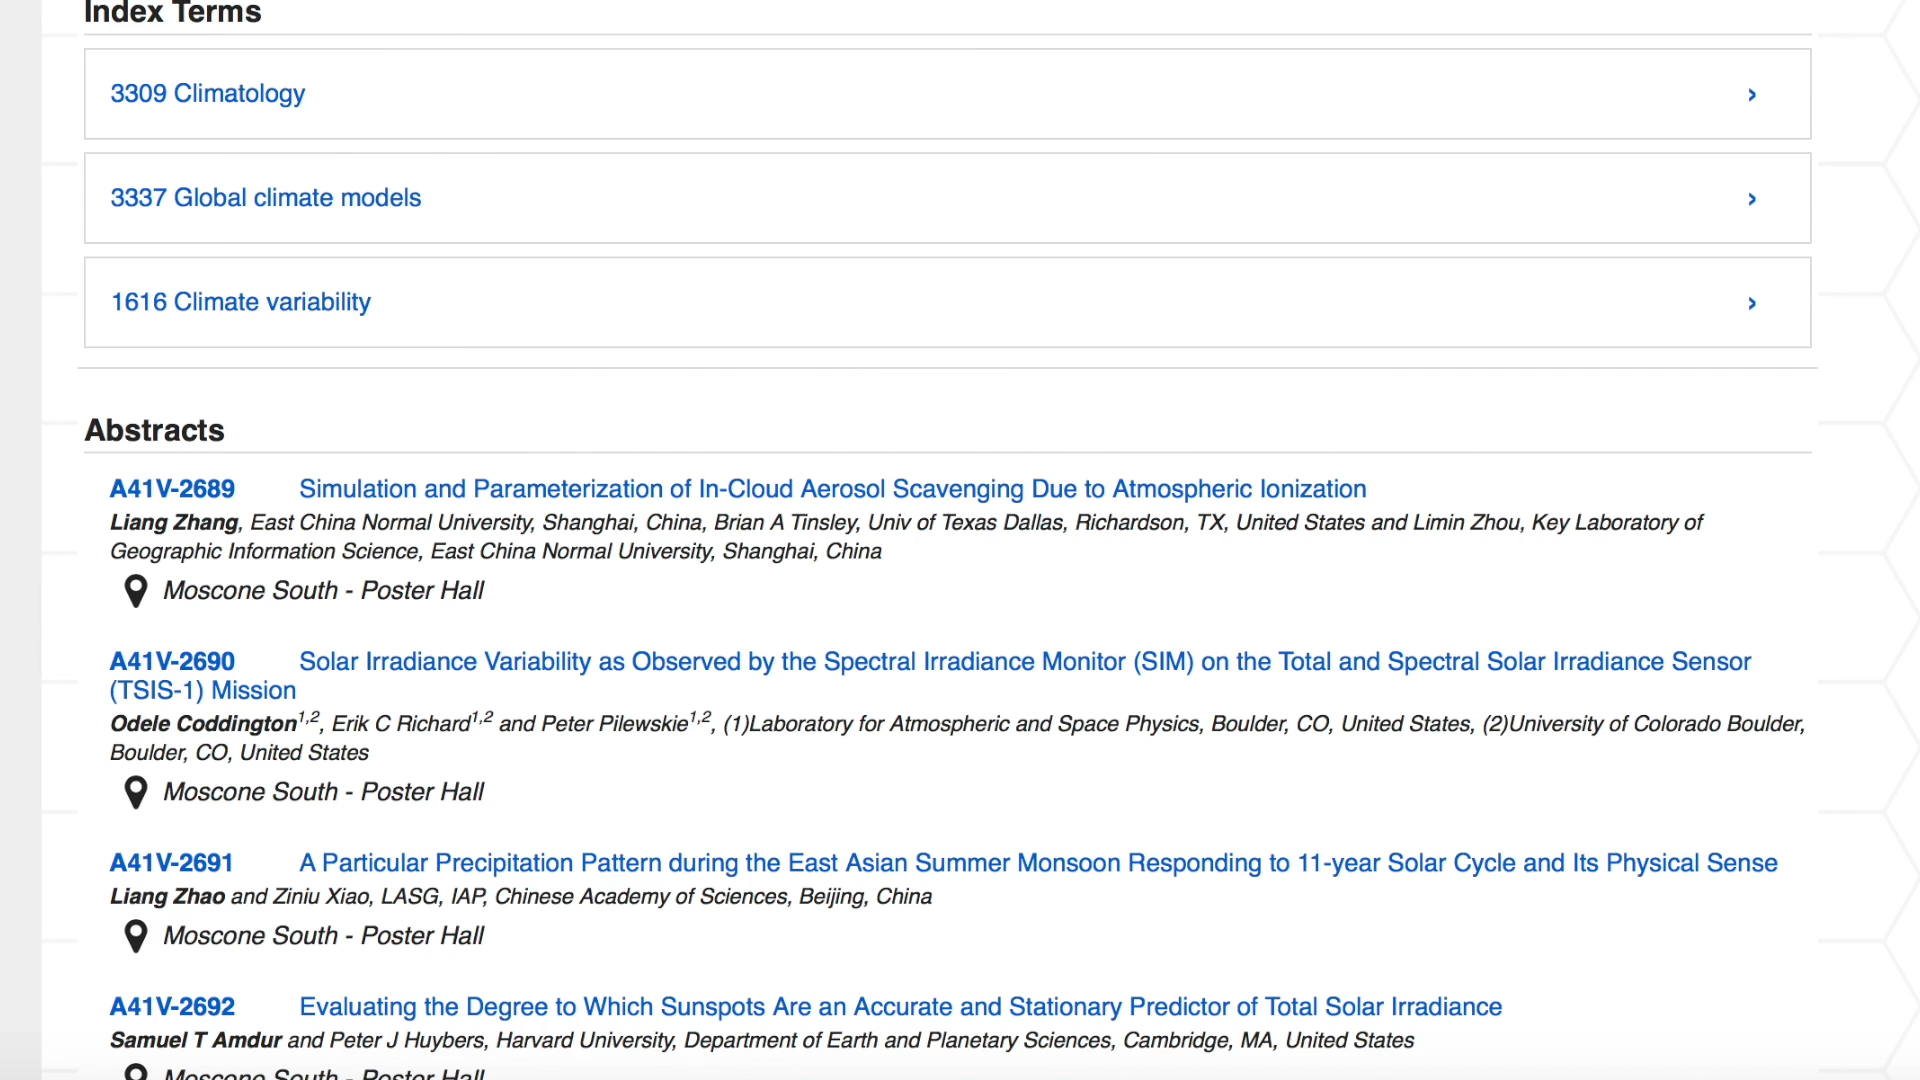 Index Terms
3309 Climatology
3337 Global climate models
1616 Climate variability
Abstracts
A41V-2689 Simulation and Parameterization of In-Cloud Aerosol Scavenging Due to Atmospheric Ionization
Liang Zhang, East China Normal University, Shanghai, China, Brian A Tinsley, Univ of Texas Dallas, Richardson, TX, United States and Limin Zhou, Key Laboratory of
Geographic Information Science, East China Normal University, Shanghai, China
Moscone South - Poster Hall
A41V-2690 Solar Irradiance Variability as Observed by the Spectral Irradiance Monitor (SIM) on the Total and Spectral Solar Irradiance Sensor
(TSIS-1) Mission
Odele Coddington1,2, Erik C Richard1,2 and Peter Pilewskie1,2, (1)Laboratory for Atmospheric and Space Physics, Boulder, CO, United States, (2)University of Colorado Boulder,
Boulder, CO, United States
Moscone South - Poster Hall
A41V-2691 A Particular Precipitation Pattern during the East Asian Summer Monsoon Responding to 11-year Solar Cycle and Its Physical Sense
Liang Zhao and Ziniu Xiao, LASG, IAP, Chinese Academy of Sciences, Beijing, China
Moscone South - Poster Hall
A41V-2692 Evaluating the Degree to Which Sunspots Are an Accurate and Stationary Predictor of Total Solar Irradiance
Samuel T Amdur and Peter J Huybers, Harvard University, Department of Earth and Planetary Sciences, Cambridge, MA, United States
Moscone South - Poster Hall